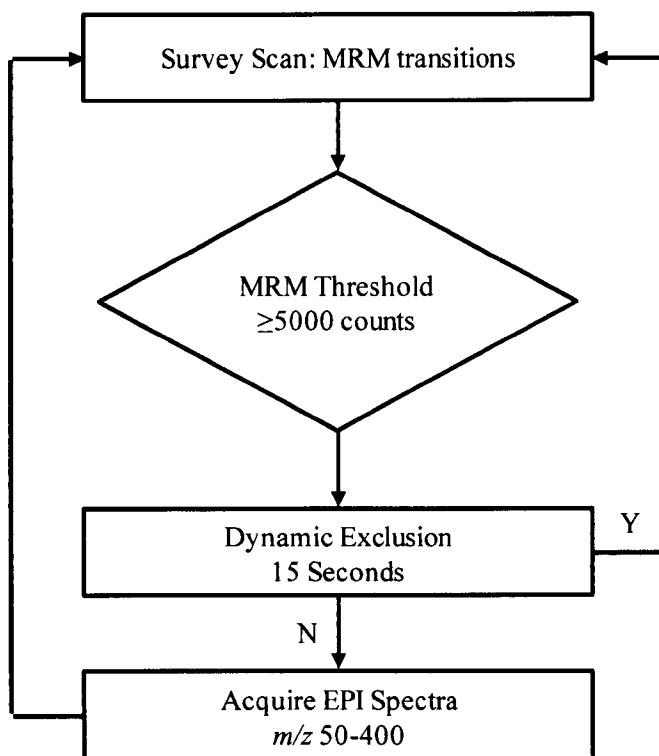 Survey Scan: MRM transitions
MRM Threshold
≥5000 counts
Dynamic Exclusion
15 Seconds
Y
N
Acquire EPI Spectra
m/z 50-400